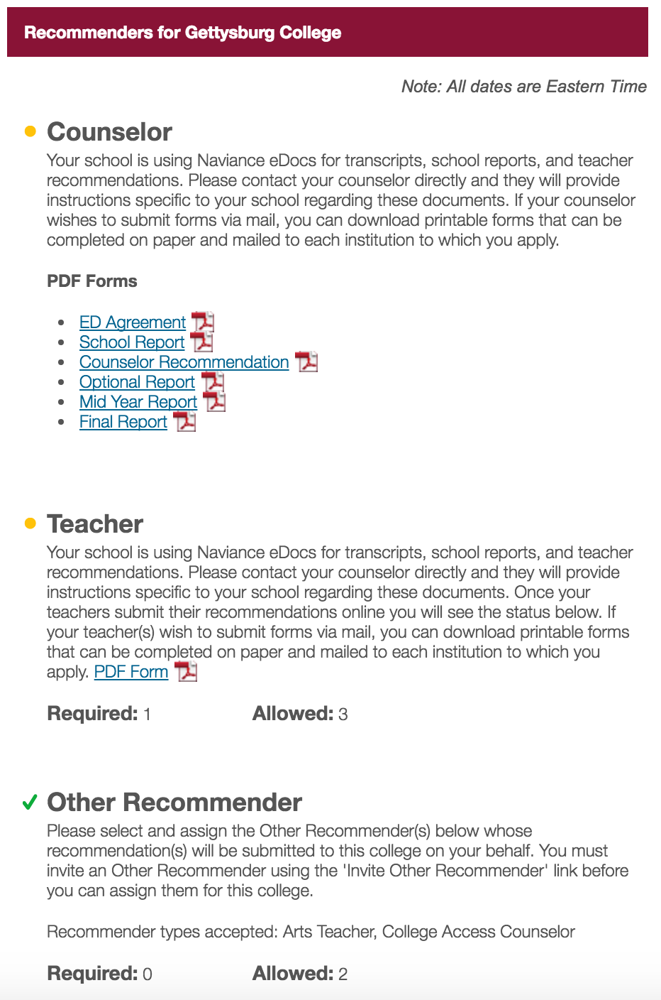 Recommenders for Gettysburg College
Note: All dates are Eastern Time
Counselor
Your school is using Naviance eDocs for transcripts, school reports, and teacher
recommendations. Please contact your counselor directly and they will provide
instructions specific to your school regarding these documents. If your counselor
wishes to submit forms via mail, you can download printable forms that can be
completed on paper and mailed to each institution to which you apply.
PDF Forms
• ED Agreement
• School Report
• Counselor Recommendation
• Optional Report
• Mid Year Report
• Final Report
Teacher
Your school is using Naviance eDocs for transcripts, school reports, and teacher
recommendations. Please contact your counselor directly and they will provide
instructions specific to your school regarding these documents. Once your
teachers submit their recommendations online you will see the status below. If
your teacher(s) wish to submit forms via mail, you can download printable forms
that can be completed on paper and mailed to each institution to which you
apply. PDF Form
Required: 1 Allowed: 3
Other Recommender
Please select and assign the Other Recommender(s) below whose
recommendation(s) will be submitted to this college on your behalf. You must
invite an Other Recommender using the 'Invite Other Recommender' link before
you can assign them for this college.
Recommender types accepted: Arts Teacher, College Access Counselor
Required: 0 Allowed: 2